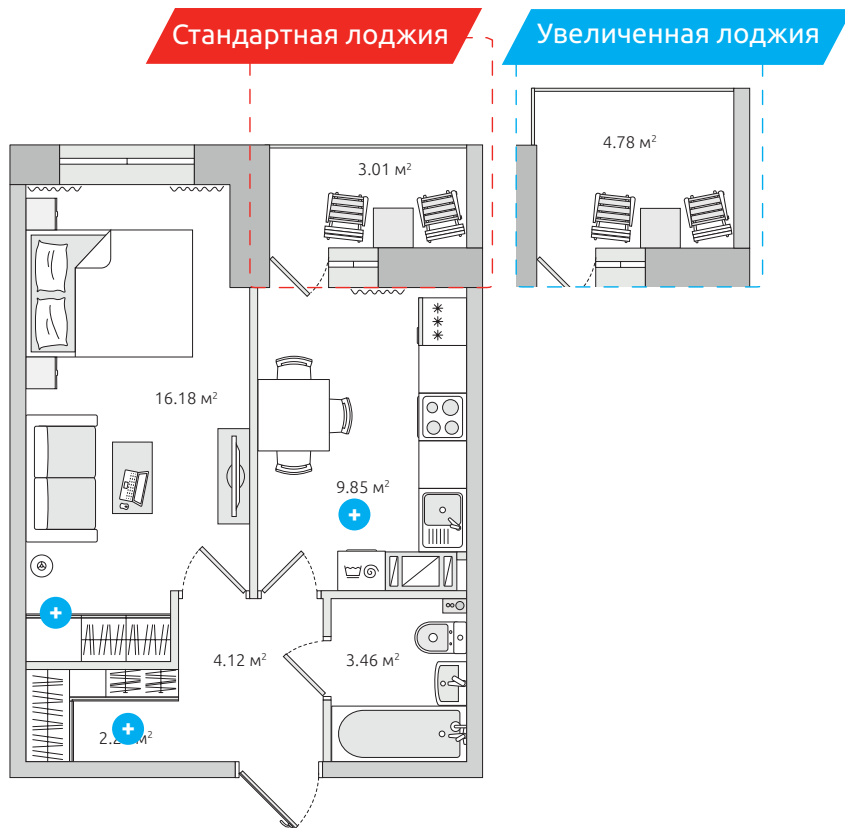 Стандартная лоджия
Увеличенная лоджия
3.01 м²
4.78 м²
16.18 м²
9.85 м²
4.12 м²
3.46 м²